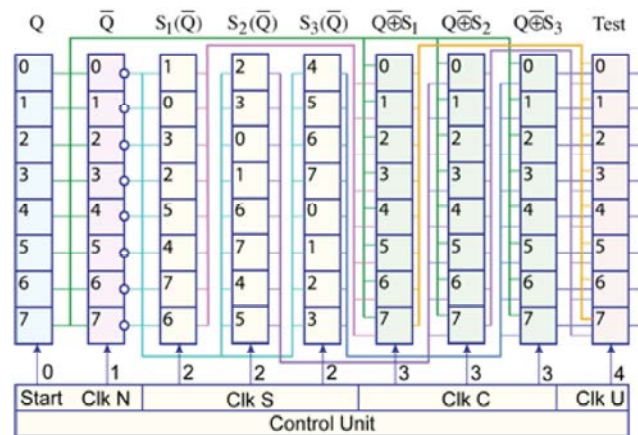 Q Q̅ S₁(Q̅) S₂(Q̅) S₃(Q̅) Q⊕̅S₁ Q⊕̅S₂ Q⊕̅S₃ Test
0 0 1 2 4 0 0 0 0
1 1 0 3 5 1 1 1 1
2 2 3 0 6 2 2 2 2
3 3 2 1 7 3 3 3 3
4 4 5 6 0 4 4 4 4
5 5 4 7 1 5 5 5 5
6 6 7 4 2 6 6 6 6
7 7 6 5 3 7 7 7 7
0 1 2 2 2 3 3 3 4
Start Clk N Clk S Clk C Clk U
Control Unit